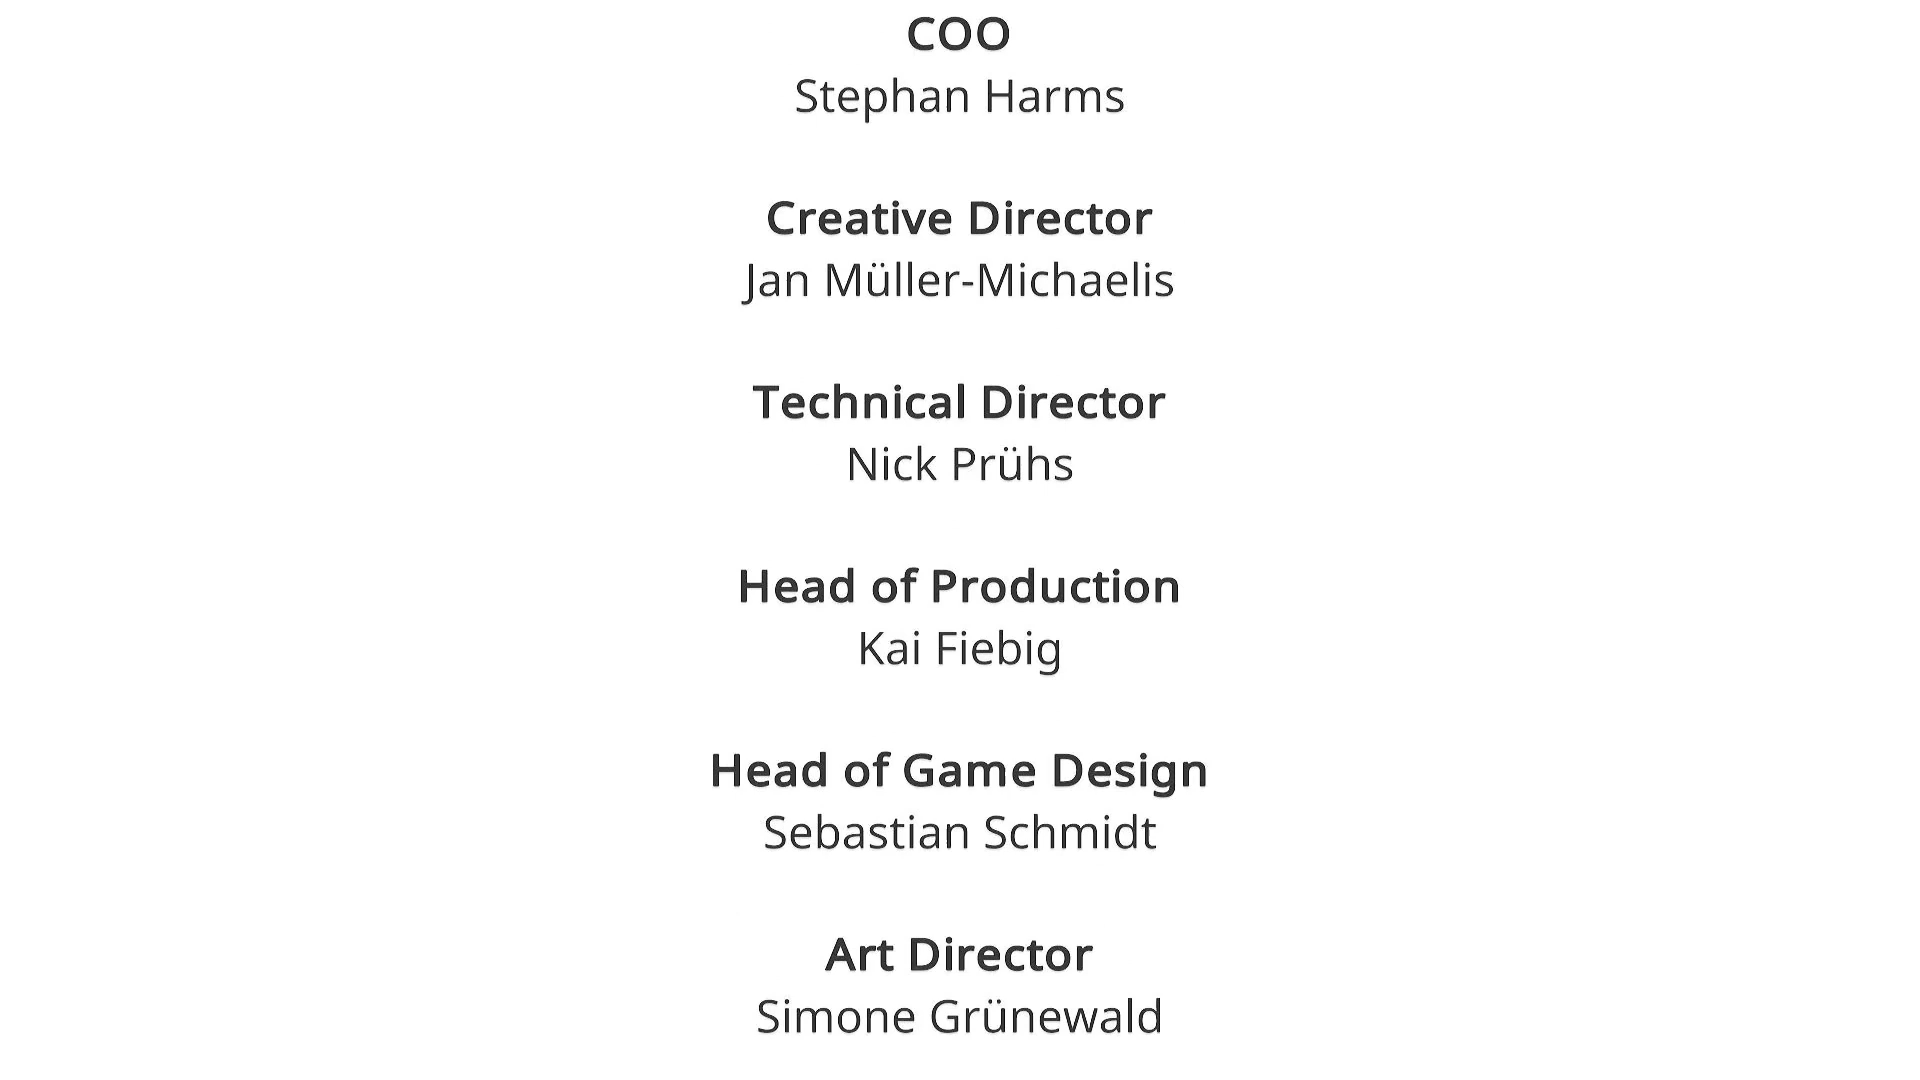 COO
Stephan Harms
Creative Director
Jan Müller-Michaelis
Technical Director
Nick Prühs
Head of Production
Kai Fiebig
Head of Game Design
Sebastian Schmidt
Art Director
Simone Grünewald